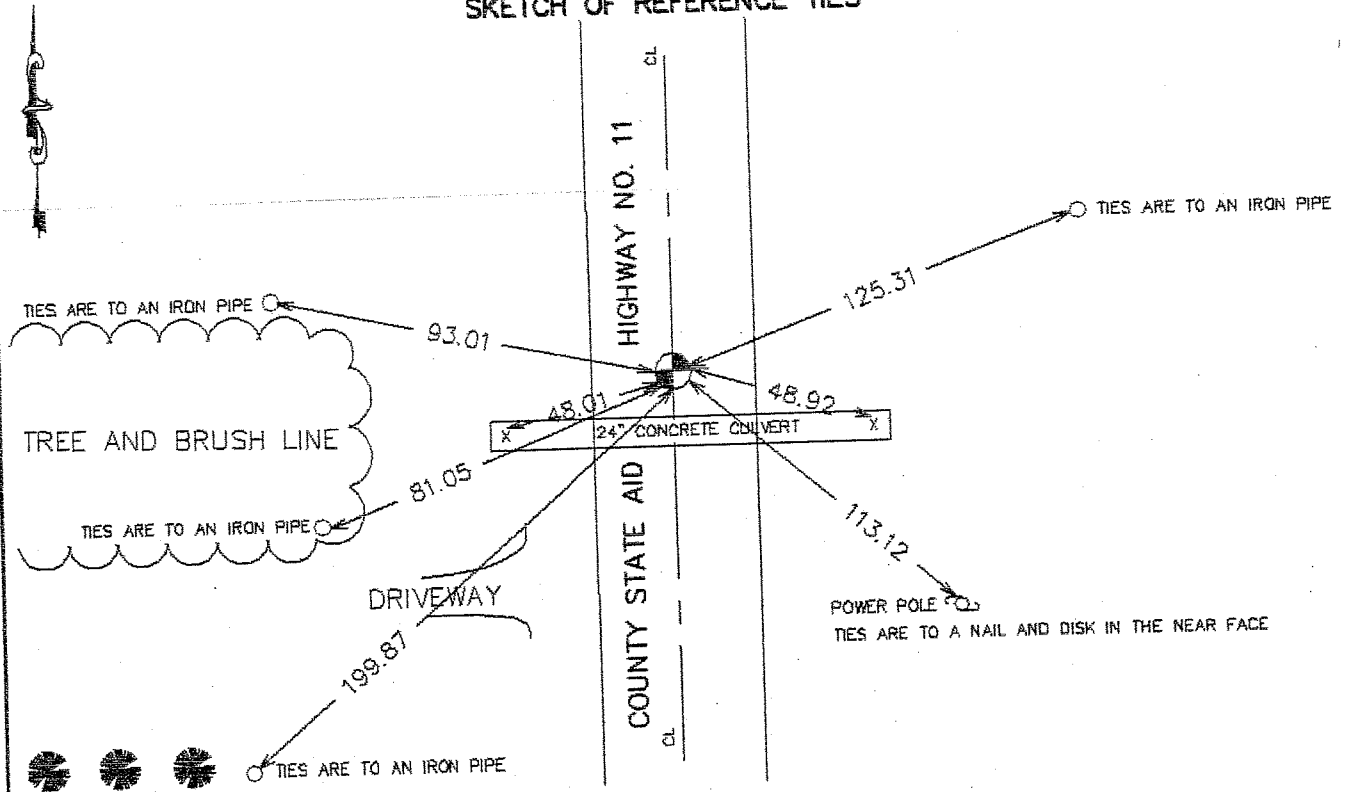 SKETCH OF REFERENCE TIES
CL
HIGHWAY NO. 11
TIES ARE TO AN IRON PIPE
125.31
TIES ARE TO AN IRON PIPE
93.01
48.01
48.92
24" CONCRETE CULVERT
X
X
TREE AND BRUSH LINE
81.05
TIES ARE TO AN IRON PIPE
113.12
COUNTY STATE AID
DRIVEWAY
POWER POLE
TIES ARE TO A NAIL AND DISK IN THE NEAR FACE
199.87
CL
TIES ARE TO AN IRON PIPE